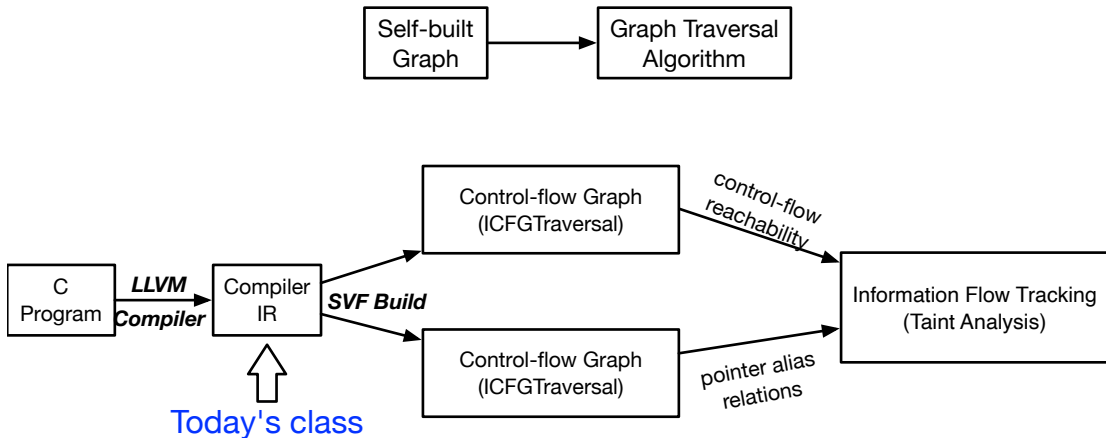 Self-built
Graph
Graph Traversal
Algorithm
Control-flow Graph
(ICFGTraversal)
control-flow
reachability
C
Program
LLVM
Compiler
Compiler
IR
SVF Build
Information Flow Tracking
(Taint Analysis)
Control-flow Graph
(ICFGTraversal)
pointer alias
relations
Today's class